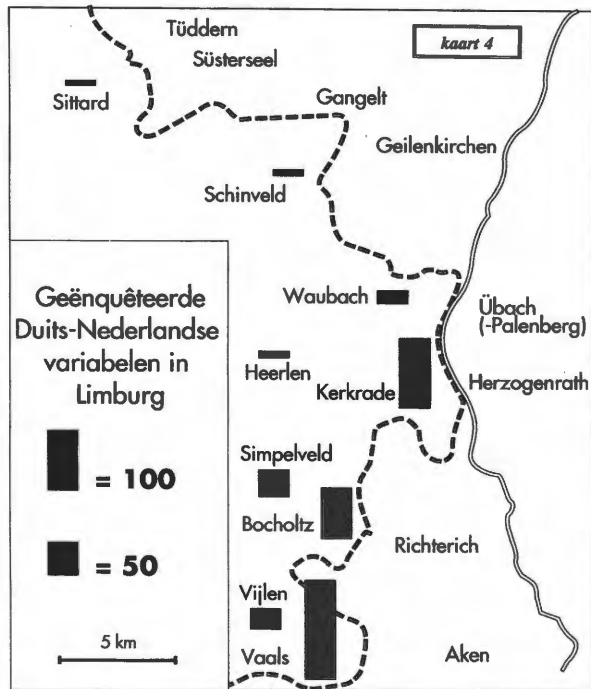 Tüddern
kaart 4
Süsterseel
Sittard
Gangelt
Geilenkirchen
Schinveld
Waubach
Übach
(-Palenberg)
Heerlen
Kerkrade
Herzogenrath
Geënquêteerde
Duits-Nederlandse
variabelen in
Limburg
= 100
= 50
5 km
Simpelveld
Bocholtz
Richterich
Vijlen
Vaals
Aken